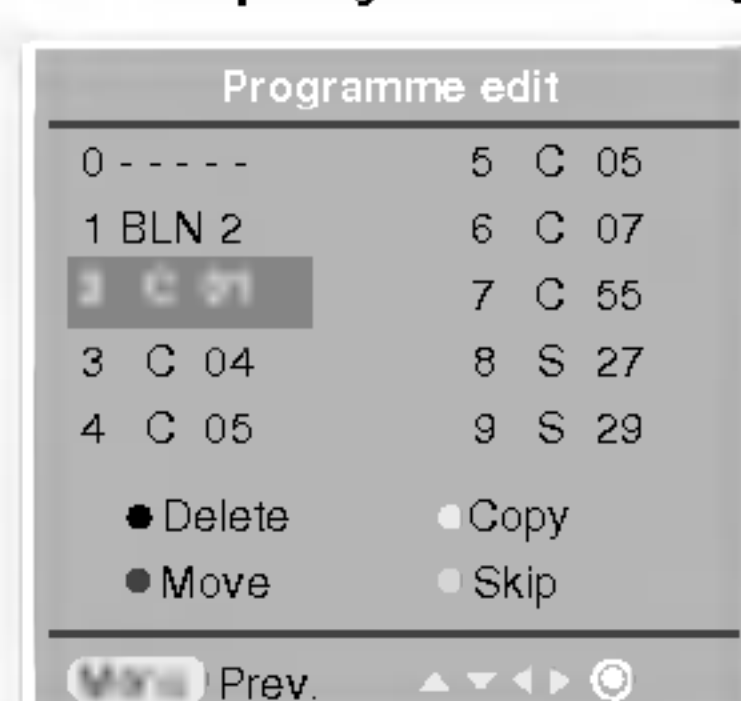 Programme edit
0 - - - - - 5 C 05
1 BLN 2 6 C 07
7 C 55
3 C 04 8 S 27
4 C 05 9 S 29
Delete Copy
Move Skip
Prev.